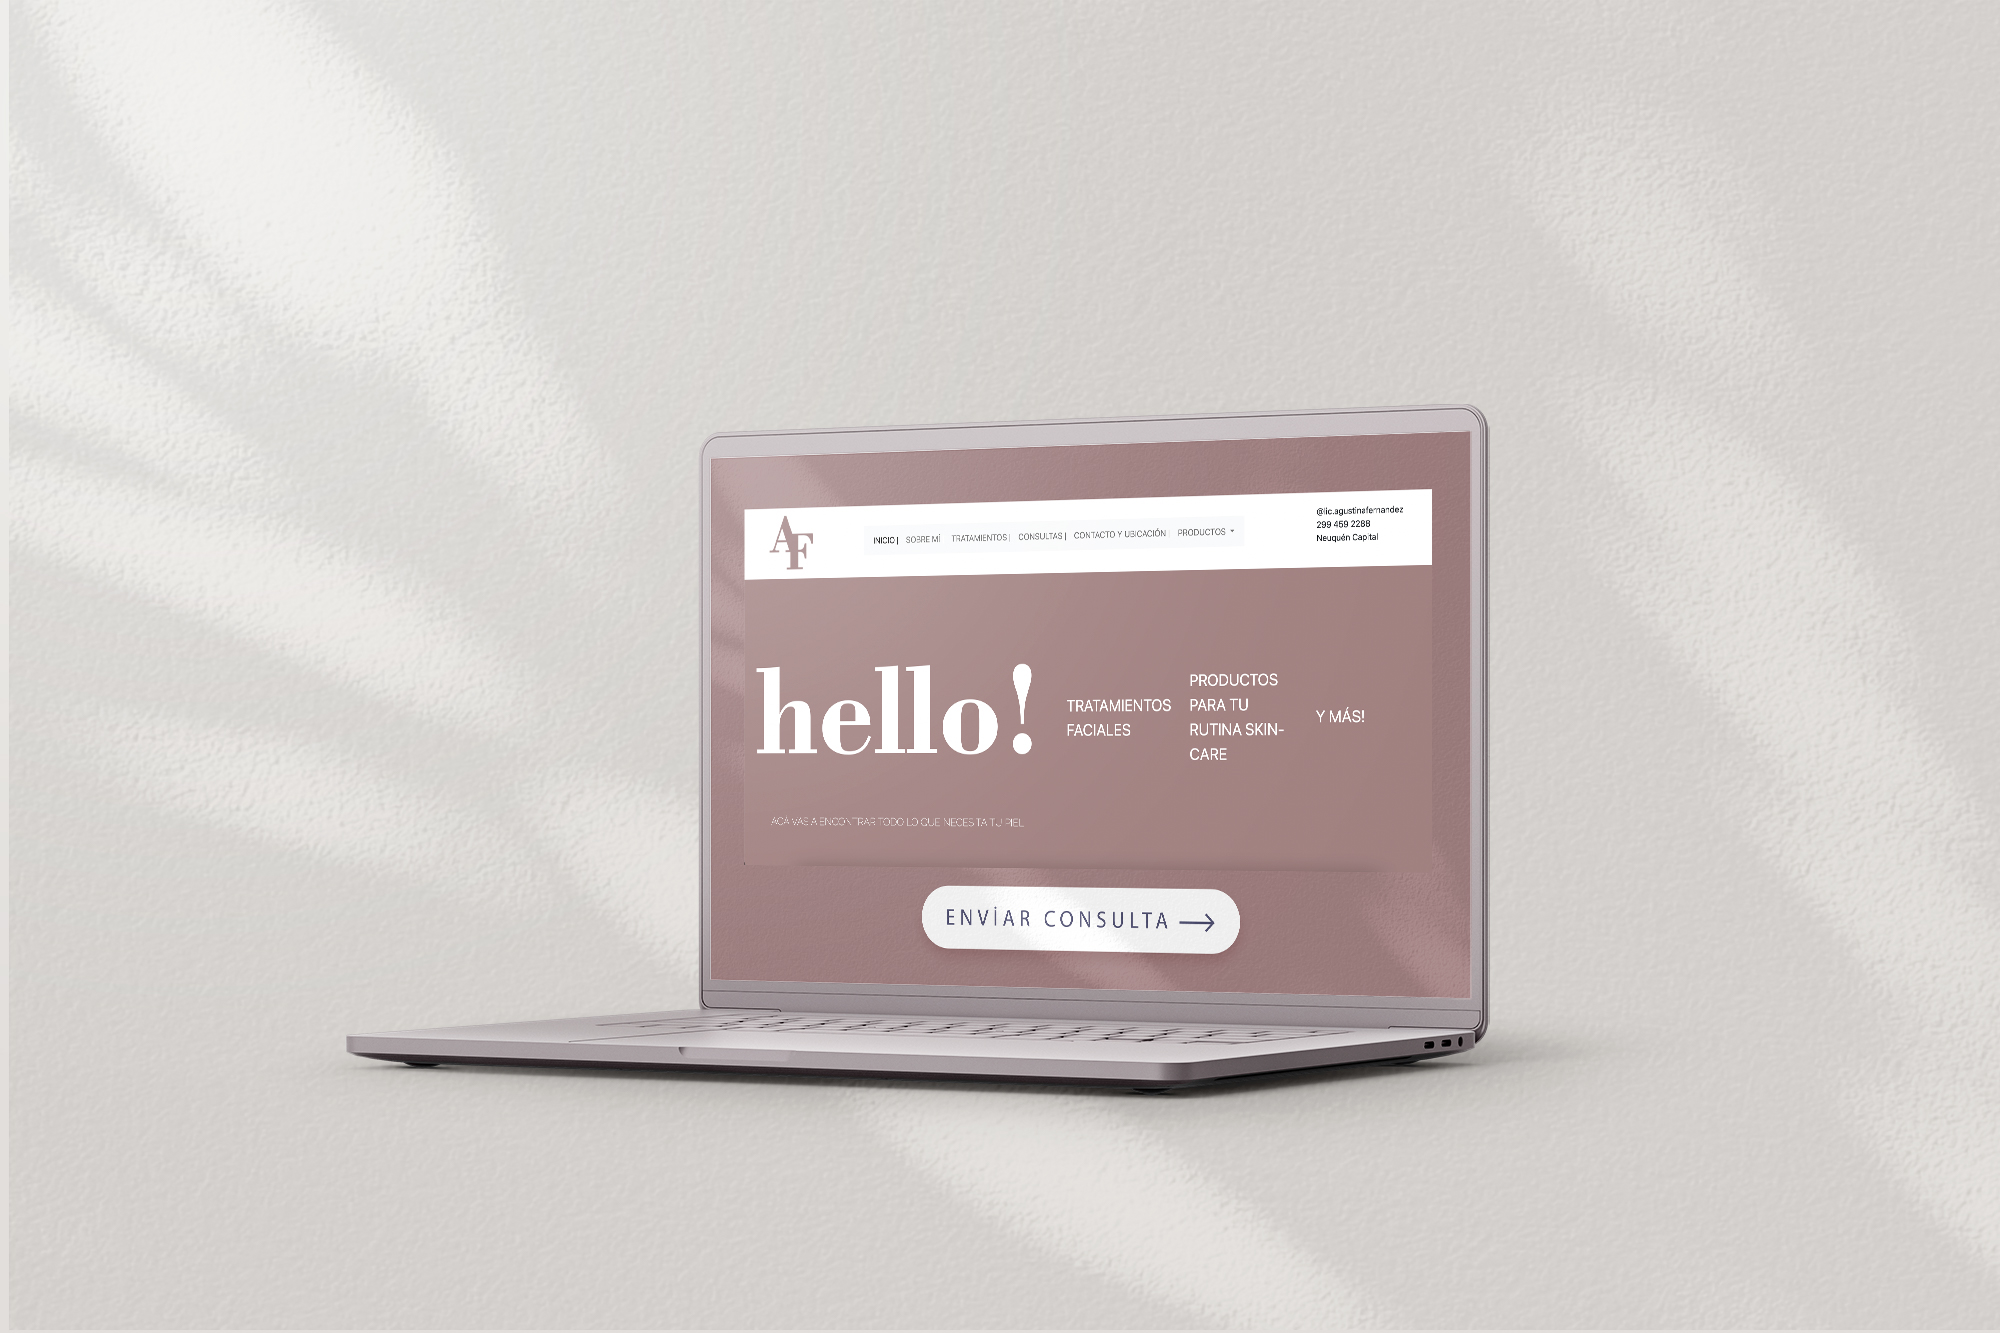 AF
INICIO | SOBRE MÍ TRATAMIENTOS | CONSULTAS | CONTACTO Y UBICACIÓN | PRODUCTOS
@lic.agustinafernandez
299 459 2288
Neuquén Capital
hello!
TRATAMIENTOS
FACIALES
PRODUCTOS
PARA TU
RUTINA SKIN-
CARE
Y MÁS!
ACÁ VAS A ENCONTRAR TODO LO QUE NECESITA TU PIEL
ENVÍAR CONSULTA →